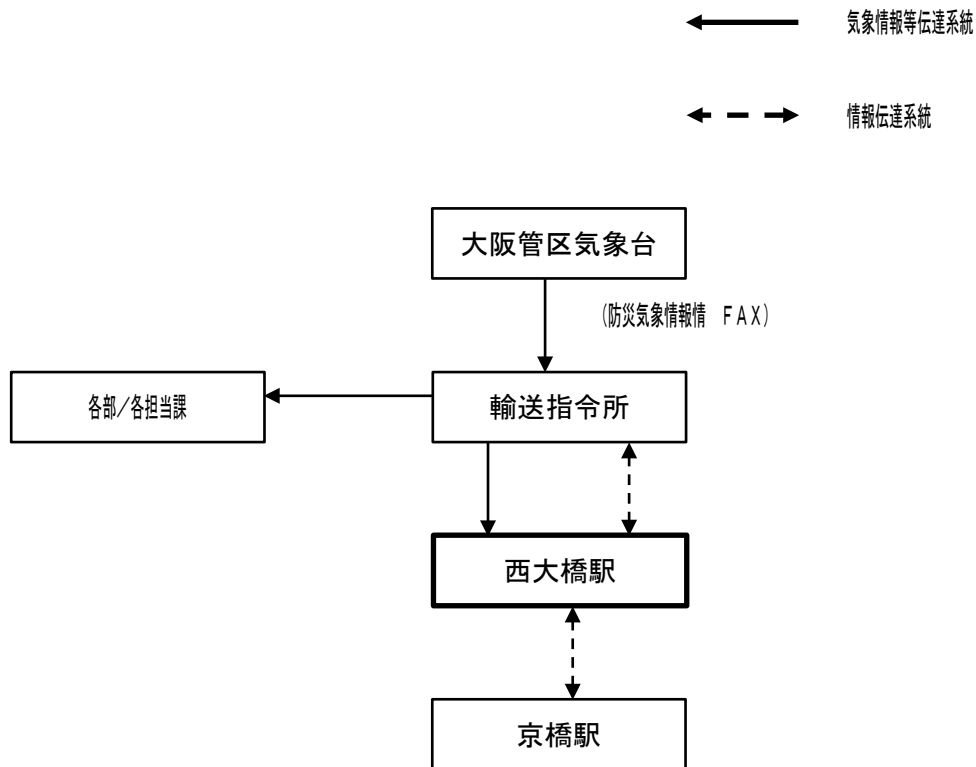 気象情報等伝達系統
情報伝達系統
大阪管区気象台
(防災気象情報情　ＦＡＸ)
各部／各担当課
輸送指令所
西大橋駅
京橋駅